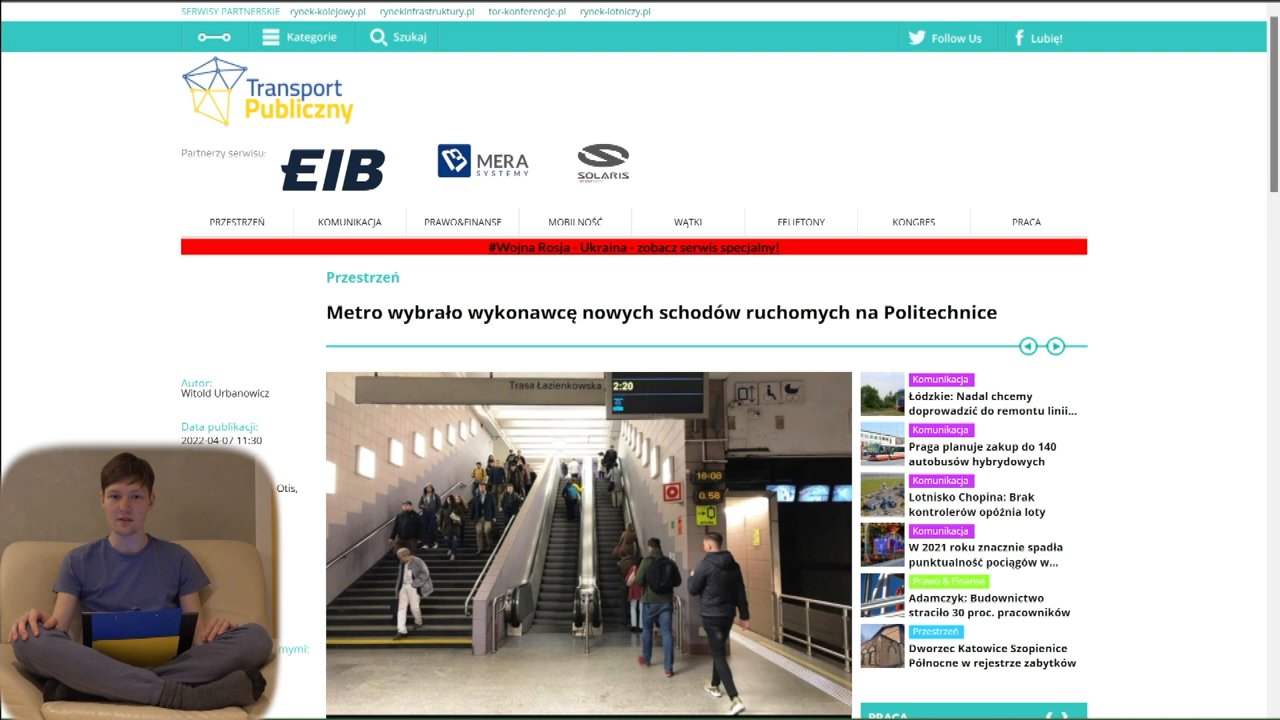 SERWISY PARTNERSKIE rynek-kolejowy.pl rynekinfrastruktury.pl tor-konferencje.pl rynek-lotniczy.pl
Kategorie Szukaj Follow Us Lubię!
Transport
Publiczny
Partnerzy serwisu: EIB MERA SYSTEMY SOLARIS
PRZESTRZEŃ KOMUNIKACJA PRAWO&FINANSE MOBILNOŚĆ WĄTKI FELIETONY KONGRES PRACA
#Wojna Rosja - Ukraina - zobacz serwis specjalny!
Przestrzeń
Metro wybrało wykonawcę nowych schodów ruchomych na Politechnice
Autor:
Witold Urbanowicz
Data publikacji:
2022-04-07 11:30
Otis,
mymi:
Trasa Łazienkowska
2:20
16:08
0.58
Komunikacja
Łódzkie: Nadal chcemy
doprowadzić do remontu linii...
Komunikacja
Praga planuje zakup do 140
autobusów hybrydowych
Komunikacja
Lotnisko Chopina: Brak
kontrolerów opóźnia loty
Komunikacja
W 2021 roku znacznie spadła
punktualność pociągów w...
Prawo & Finanse
Adamczyk: Budownictwo
straciło 30 proc. pracowników
Przestrzeń
Dworzec Katowice Szopienice
Północne w rejestrze zabytków
PRACA